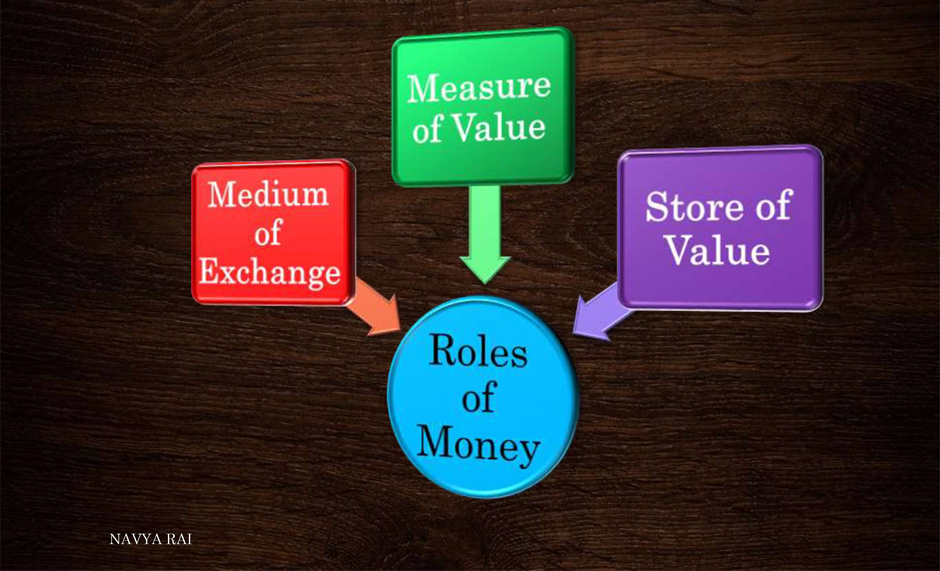 Measure
of Value
Medium
of
Exchange
Store of
Value
Roles
of
Money
NAVYA RAI